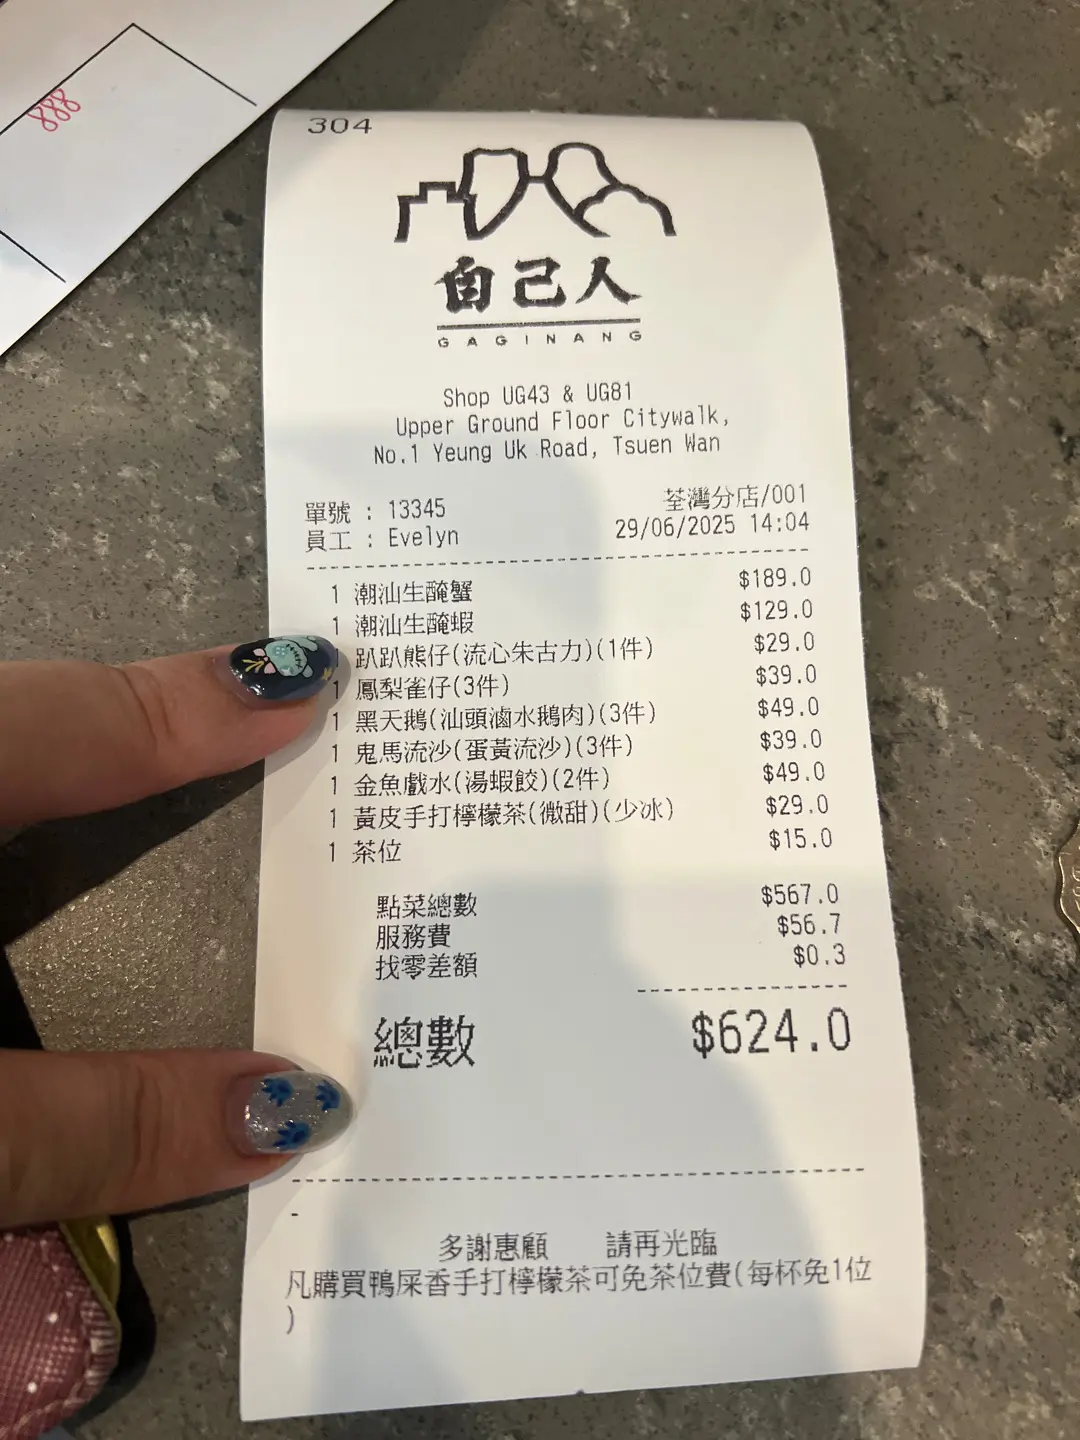 888
304
自己人
GAGINANG
Shop UG43 & UG81
Upper Ground Floor Citywalk,
No.1 Yeung Uk Road, Tsuen Wan
單號 : 13345 荃灣分店/001
員工 : Evelyn 29/06/2025 14:04
1 潮汕生醃蟹 $189.0
1 潮汕生醃蝦 $129.0
1 趴趴熊仔(流心朱古力)(1件) $29.0
1 鳳梨雀仔(3件) $39.0
1 黑天鵝(汕頭滷水鵝肉)(3件) $49.0
1 鬼馬流沙(蛋黃流沙)(3件) $39.0
1 金魚戲水(湯蝦餃)(2件) $49.0
1 黃皮手打檸檬茶(微甜)(少冰) $29.0
1 茶位 $15.0
點菜總數 $567.0
服務費 $56.7
找零差額 $0.3
總數 $624.0
-
多謝惠顧 請再光臨
凡購買鴨屎香手打檸檬茶可免茶位費(每杯免1位
)